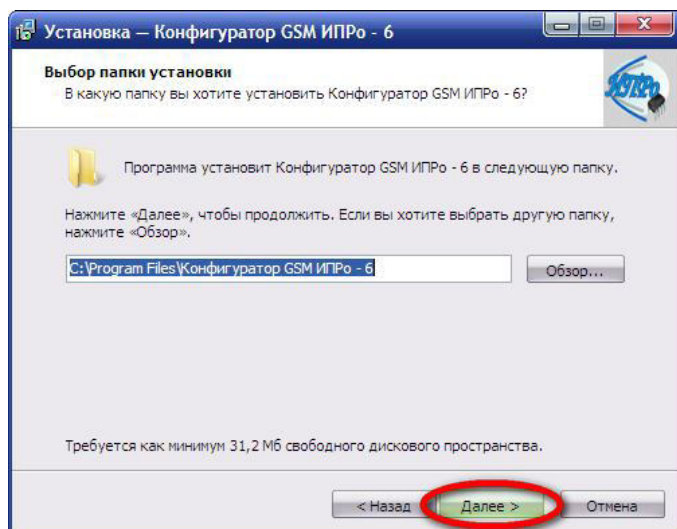 Установка — Конфигуратор GSM ИПРо - 6
Выбор папки установки
В какую папку вы хотите установить Конфигуратор GSM ИПРо - 6?
ИПРо
Программа установит Конфигуратор GSM ИПРо - 6 в следующую папку.
Нажмите «Далее», чтобы продолжить. Если вы хотите выбрать другую папку,
нажмите «Обзор».
C:\Program Files\Конфигуратор GSM ИПРо - 6
Обзор...
Требуется как минимум 31,2 Мб свободного дискового пространства.
< Назад
Далее >
Отмена